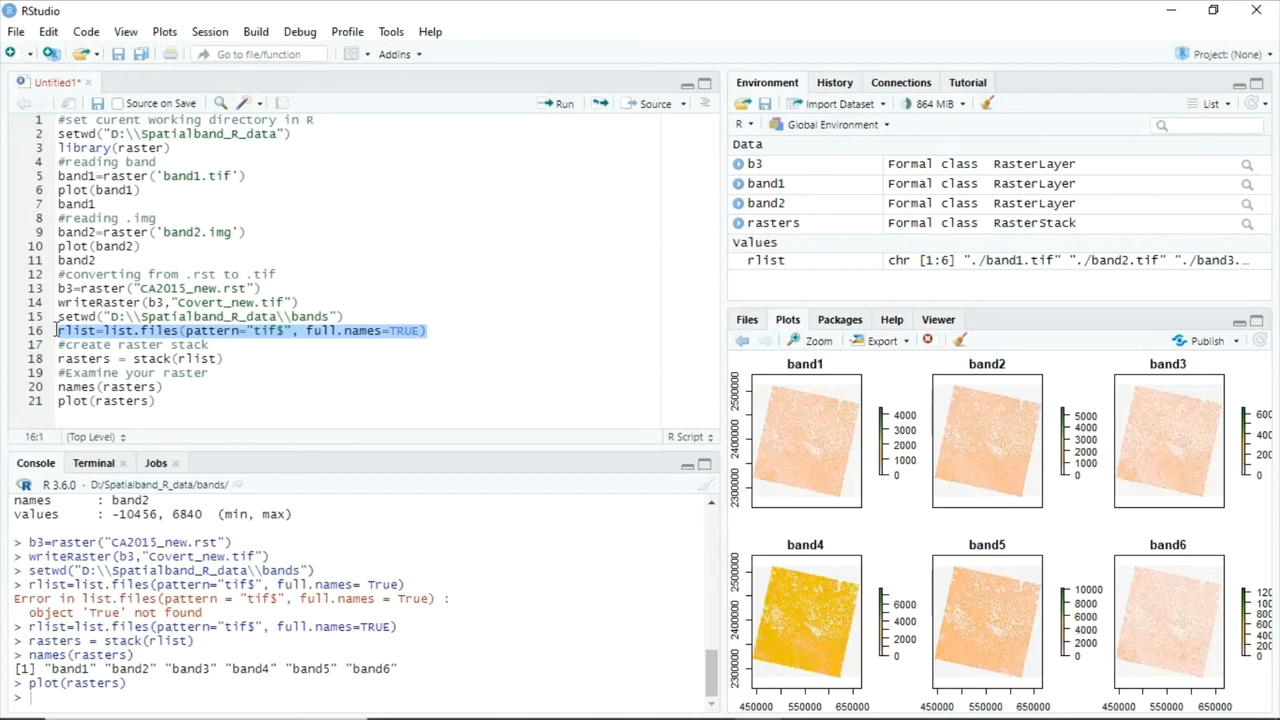 RStudio
File Edit Code View Plots Session Build Debug Profile Tools Help
Go to file/function Addins Project: (None)
Untitled1*
Source on Save Run Source
1 #set curent working directory in R
2 setwd("D:\\Spatialband_R_data")
3 library(raster)
4 #reading band
5 band1=raster('band1.tif')
6 plot(band1)
7 band1
8 #reading .img
9 band2=raster('band2.img')
10 plot(band2)
11 band2
12 #converting from .rst to .tif
13 b3=raster("CA2015_new.rst")
14 writeRaster(b3,"Covert_new.tif")
15 setwd("D:\\Spatialband_R_data\\bands")
16 rlist=list.files(pattern="tif$", full.names=TRUE)
17 #create raster stack
18 rasters = stack(rlist)
19 #Examine your raster
20 names(rasters)
21 plot(rasters)
16:1 (Top Level) R Script
Console Terminal Jobs
R 3.6.0 · D:/Spatialband_R_data/bands/
names : band2
values : -10456, 6840 (min, max)
> b3=raster("CA2015_new.rst")
> writeRaster(b3,"Covert_new.tif")
> setwd("D:\\Spatialband_R_data\\bands")
> rlist=list.files(pattern="tif$", full.names= True)
Error in list.files(pattern = "tif$", full.names = True) :
object 'True' not found
> rlist=list.files(pattern="tif$", full.names=TRUE)
> rasters = stack(rlist)
> names(rasters)
[1] "band1" "band2" "band3" "band4" "band5" "band6"
> plot(rasters)
>
Environment History Connections Tutorial
Import Dataset 864 MiB List
R Global Environment
Data
b3 Formal class RasterLayer
band1 Formal class RasterLayer
band2 Formal class RasterLayer
rasters Formal class RasterStack
Values
rlist chr [1:6] "./band1.tif" "./band2.tif" "./band3.…
Files Plots Packages Help Viewer
Zoom Export Publish
band1 band2 band3
2500000
2400000
2300000
4000
3000
2000
1000
0
5000
4000
3000
2000
1000
0
600
400
200
0
band4 band5 band6
2500000
2400000
2300000
6000
4000
2000
0
10000
8000
6000
4000
2000
0
120
800
600
400
200
0
450000 550000 650000 450000 550000 650000 450000 550000 650000